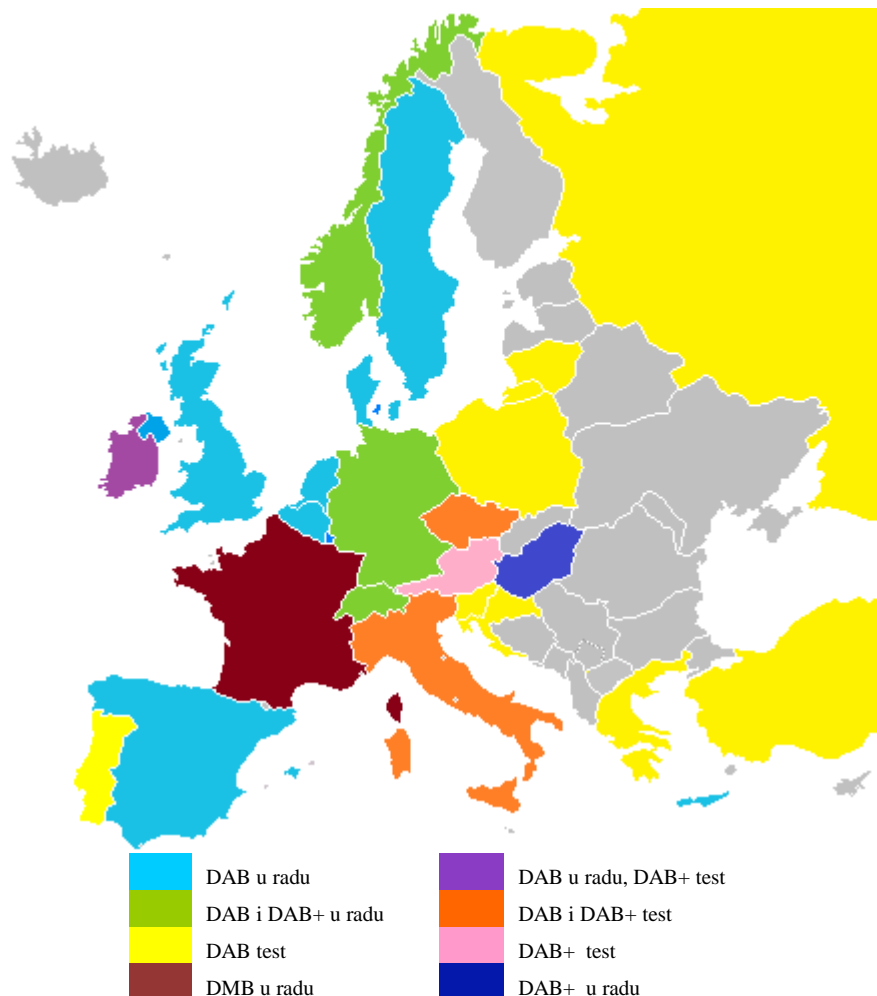 DAB u radu
DAB i DAB+ u radu
DAB test
DMB u radu
DAB u radu, DAB+ test
DAB i DAB+ test
DAB+ test
DAB+ u radu